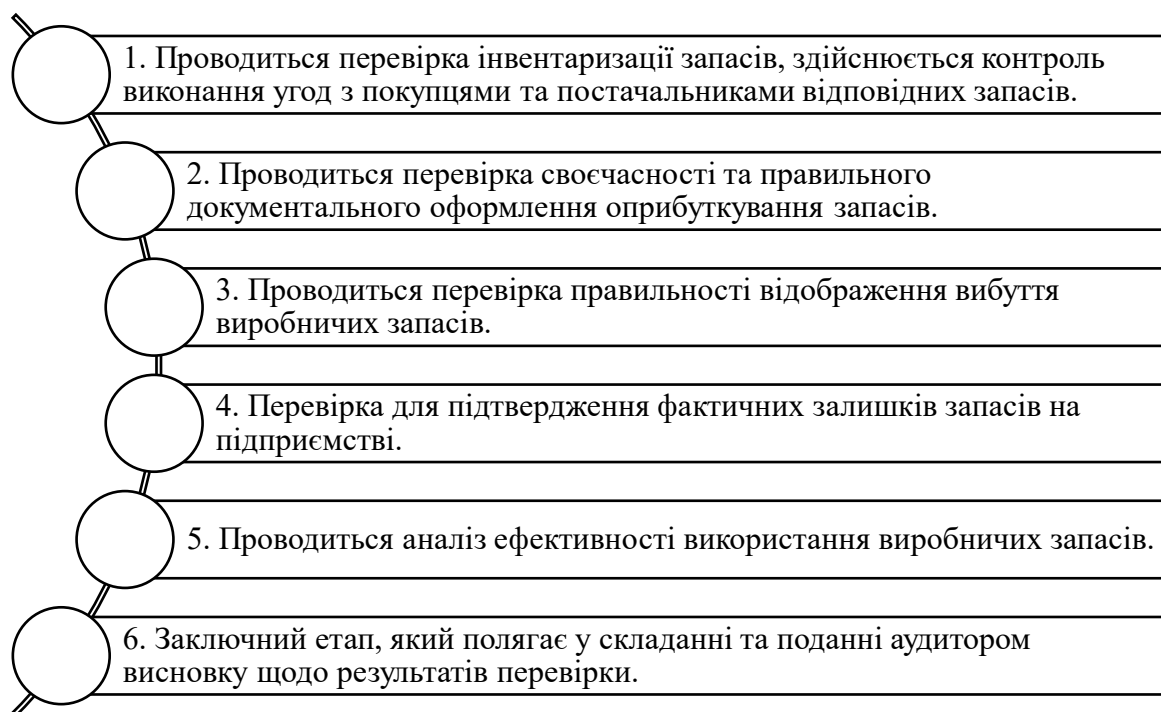 1. Проводиться перевірка інвентаризації запасів, здійснюється контроль
виконання угод з покупцями та постачальниками відповідних запасів.
2. Проводиться перевірка своєчасності та правильного
документального оформлення оприбуткування запасів.
3. Проводиться перевірка правильності відображення вибуття
виробничих запасів.
4. Перевірка для підтвердження фактичних залишків запасів на
підприємстві.
5. Проводиться аналіз ефективності використання виробничих запасів.
6. Заключний етап, який полягає у складанні та поданні аудитором
висновку щодо результатів перевірки.